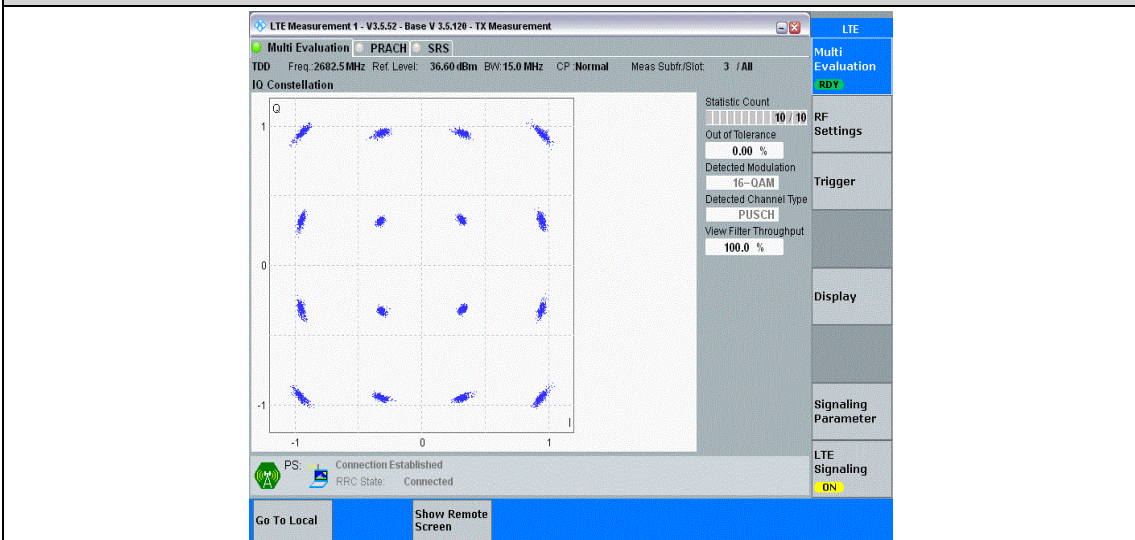 LTE Measurement 1 - V3.5.52 - Base V 3.5.120 - TX Measurement
LTE
Multi Evaluation PRACH SRS
Multi
Evaluation
RDY
TDD Freq.:2682.5 MHz Ref. Level: 36.60 dBm BW:15.0 MHz CP :Normal Meas Subfr./Slot: 3 / All
IQ Constellation
Q
1
0
-1
-1 0 1
I
Statistic Count
10 / 10
Out of Tolerance
0.00 %
Detected Modulation
16-QAM
Detected Channel Type
PUSCH
View Filter Throughput
100.0 %
RF
Settings
Trigger
Display
Signaling
Parameter
LTE
Signaling
ON
PS: Connection Established
RRC State: Connected
Go To Local
Show Remote
Screen